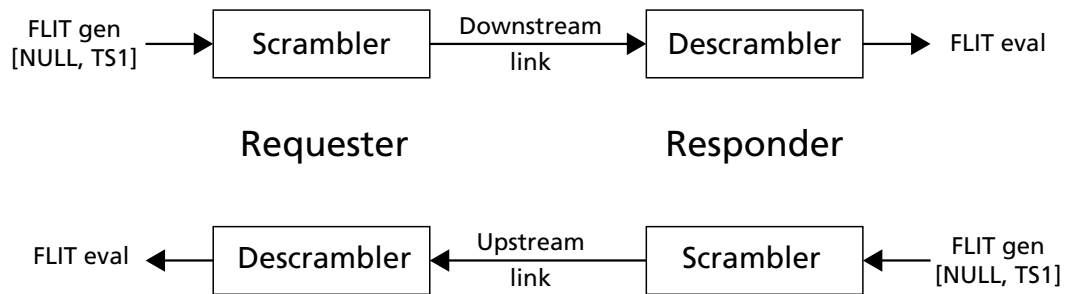 FLIT gen
[NULL, TS1]
Scrambler
Downstream
link
Descrambler
FLIT eval
Requester
Responder
FLIT eval
Descrambler
Upstream
link
Scrambler
FLIT gen
[NULL, TS1]